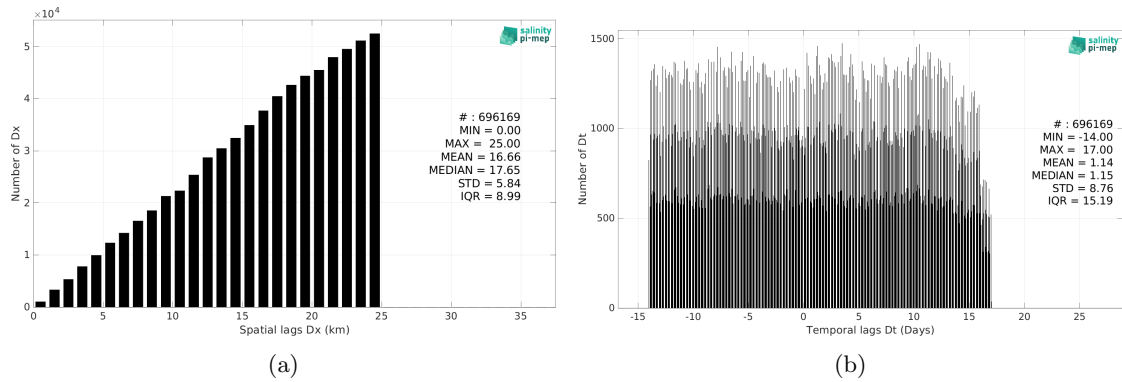 ×10⁴
5
4
3
2
1
0
Number of Dx
0 5 10 15 20 25 30 35
Spatial lags Dx (km)
salinity
pi-mep
# : 696169
MIN = 0.00
MAX = 25.00
MEAN = 16.66
MEDIAN = 17.65
STD = 5.84
IQR = 8.99
(a)
1500
1000
500
0
Number of Dt
-15 -10 -5 0 5 10 15 20 25
Temporal lags Dt (Days)
salinity
pi-mep
# : 696169
MIN = -14.00
MAX = 17.00
MEAN = 1.14
MEDIAN = 1.15
STD = 8.76
IQR = 15.19
(b)